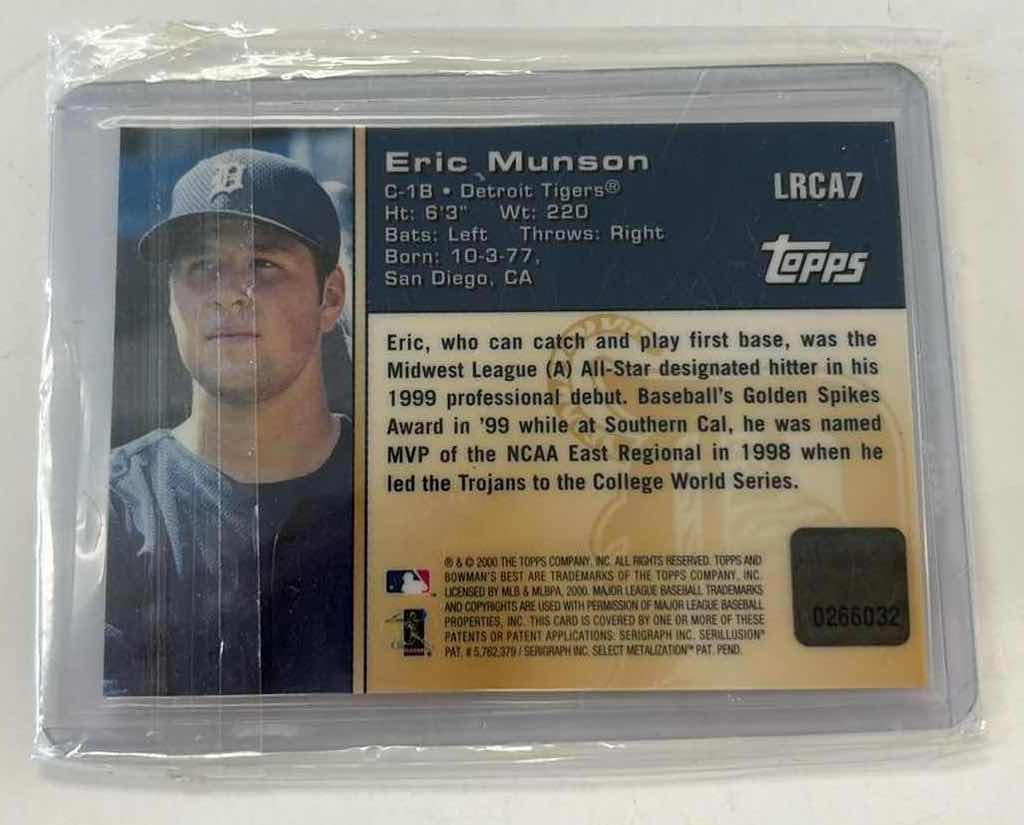 Eric Munson
C-1B • Detroit Tigers®
Ht: 6'3" Wt: 220
Bats: Left Throws: Right
Born: 10-3-77,
San Diego, CA
LRCA7
Topps
D
Eric, who can catch and play first base, was the
Midwest League (A) All-Star designated hitter in his
1999 professional debut. Baseball's Golden Spikes
Award in '99 while at Southern Cal, he was named
MVP of the NCAA East Regional in 1998 when he
led the Trojans to the College World Series.
® & © 2000 THE TOPPS COMPANY, INC. ALL RIGHTS RESERVED. TOPPS AND
BOWMAN'S BEST ARE TRADEMARKS OF THE TOPPS COMPANY, INC.
LICENSED BY MLB & MLBPA, 2000. MAJOR LEAGUE BASEBALL TRADEMARKS
AND COPYRIGHTS ARE USED WITH PERMISSION OF MAJOR LEAGUE BASEBALL
PROPERTIES, INC. THIS CARD IS COVERED BY ONE OR MORE OF THESE
PATENTS OR PATENT APPLICATIONS: SERIGRAPH INC. SERILLUSION®
PAT. # 5,762,379 / SERIGRAPH INC. SELECT METALIZATION™ PAT. PEND.
0266032